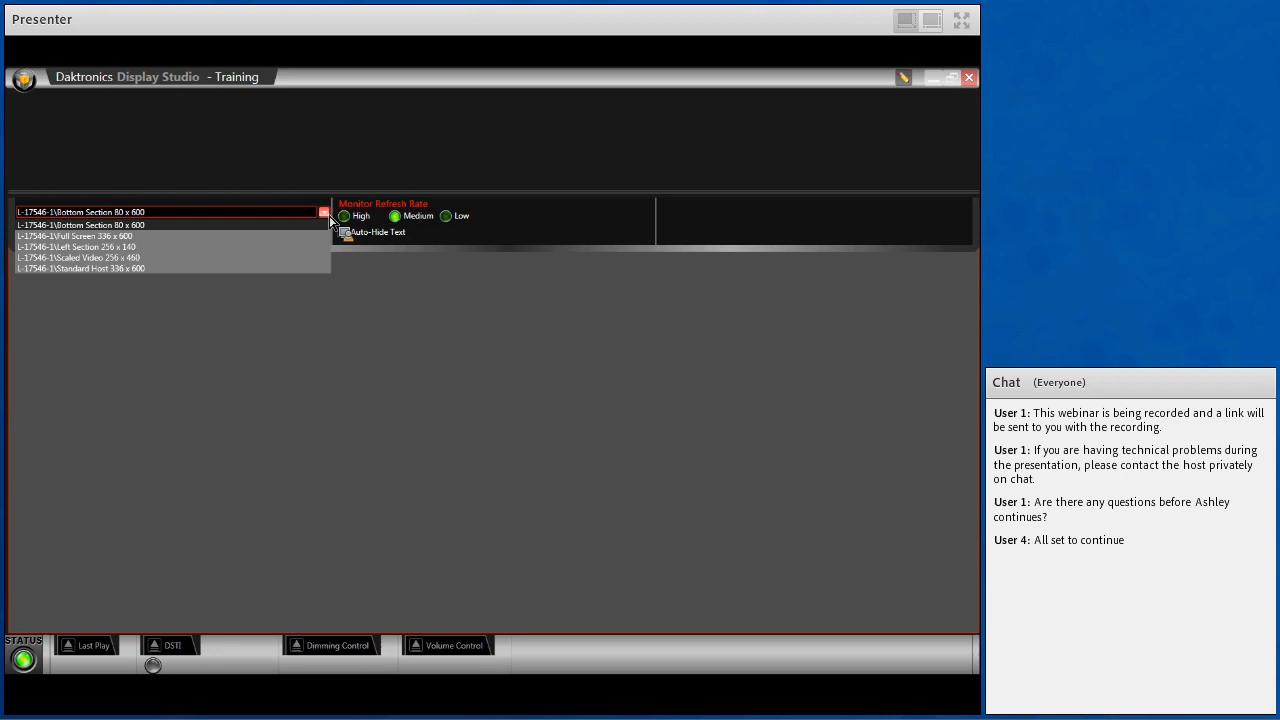 Presenter
Daktronics Display Studio - Training
L-17546-1\Bottom Section 80 x 600
L-17546-1\Bottom Section 80 x 600
L-17546-1\Full Screen 336 x 600
L-17546-1\Left Section 256 x 140
L-17546-1\Scaled Video 256 x 460
L-17546-1\Standard Host 336 x 600
Monitor Refresh Rate
High Medium Low
Auto-Hide Text
STATUS
Last Play DSTI Dimming Control Volume Control
Chat (Everyone)
User 1: This webinar is being recorded and a link will
be sent to you with the recording.
User 1: If you are having technical problems during
the presentation, please contact the host privately
on chat.
User 1: Are there any questions before Ashley
continues?
User 4: All set to continue